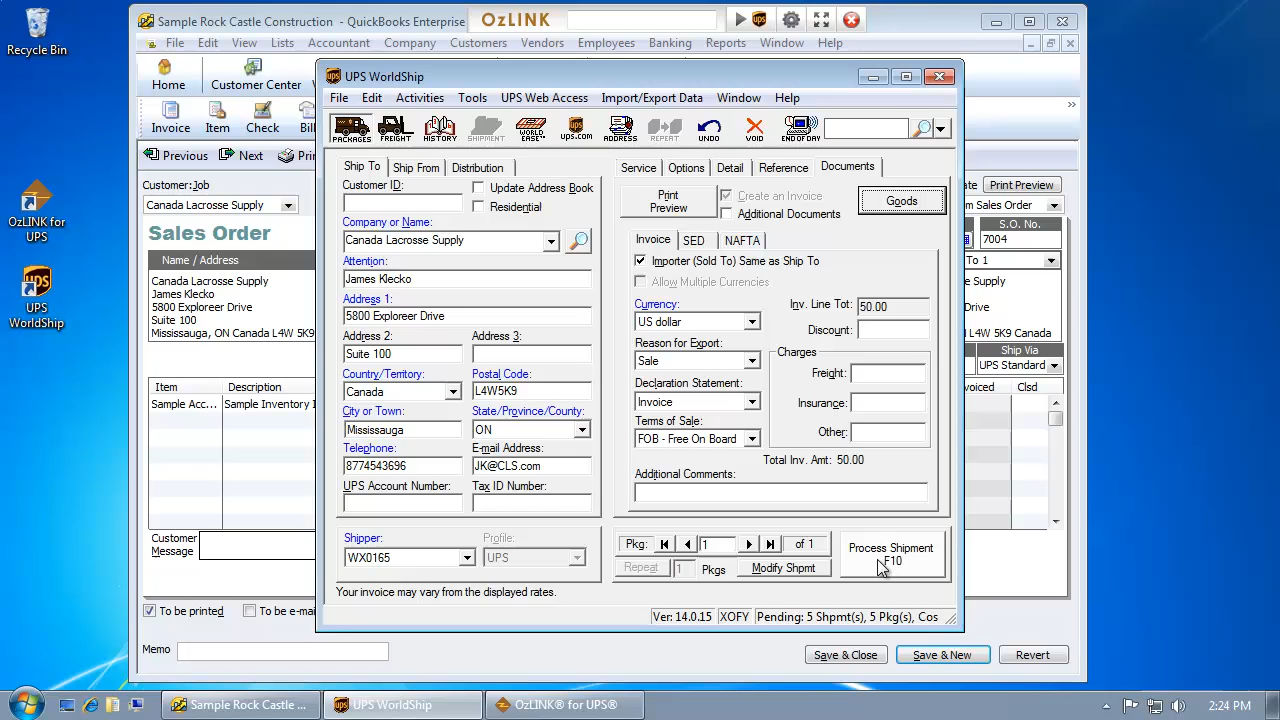 Recycle Bin
OzLINK for
UPS
UPS
WorldShip
Sample Rock Castle Construction - QuickBooks Enterprise
OzLINK
File Edit View Lists Accountant Company Customers Vendors Employees Banking Reports Window Help
Home
Customer Center
Invoice
Item
Check
Bill
»
Previous Next Prin
Print Preview
Customer:Job
Canada Lacrosse Supply
Sales Order
m Sales Order
S.O. No.
7004
To 1
Name / Address
Canada Lacrosse Supply
James Klecko
5800 Exploreer Drive
Suite 100
Mississauga, ON Canada L4W 5K9
Canada
Ship Via
UPS Standard
Item
Description
voiced
Clsd
Sample Acc...
Sample Inventory I
Customer
Message
To be printed
To be e-mai
Memo
Save & Close
Save & New
Revert
UPS WorldShip
File Edit Activities Tools UPS Web Access Import/Export Data Window Help
PACKAGES FREIGHT HISTORY SHIPMENT WORLD EASE ups.com ADDRESS REPEAT UNDO VOID END OF DAY
Ship To Ship From Distribution
Customer ID:
Update Address Book
Residential
Company or Name:
Canada Lacrosse Supply
Attention:
James Klecko
Address 1:
5800 Exploreer Drive
Address 2:
Address 3:
Suite 100
Country/Territory:
Postal Code:
Canada
L4W5K9
City or Town:
State/Province/County:
Mississauga
ON
Telephone:
E-mail Address:
8774543696
JK@CLS.com
UPS Account Number:
Tax ID Number:
Shipper:
Profile:
WX0165
UPS
Your invoice may vary from the displayed rates.
Service Options Detail Reference Documents
Print
Preview
Create an Invoice
Additional Documents
Goods
Invoice SED NAFTA
Importer (Sold To) Same as Ship To
Allow Multiple Currencies
Currency:
US dollar
Inv. Line Tot: 50.00
Discount:
Reason for Export:
Sale
Charges
Freight:
Declaration Statement:
Invoice
Insurance:
Terms of Sale:
FOB - Free On Board
Other:
Total Inv. Amt: 50.00
Additional Comments:
Pkg: 1 of 1
Repeat 1 Pkgs Modify Shpmt
Process Shipment
F10
Ver: 14.0.15 XOFY Pending: 5 Shpmt(s), 5 Pkg(s), Cos
Sample Rock Castle ...
UPS WorldShip
OzLINK® for UPS®
2:24 PM